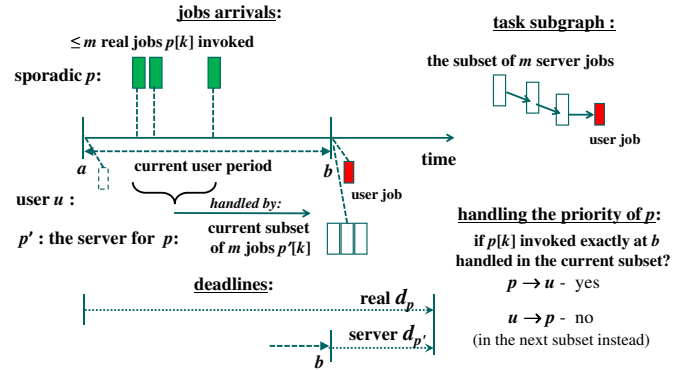 jobs arrivals:
≤ m real jobs p[k] invoked
sporadic p:
a
current user period
b
time
user job
user u :
handled by:
p′ : the server for p:
current subset
of m jobs p'[k]
deadlines:
real dp
server dp'
b
task subgraph :
the subset of m server jobs
user job
handling the priority of p:
if p[k] invoked exactly at b
handled in the current subset?
p → u - yes
u → p - no
(in the next subset instead)